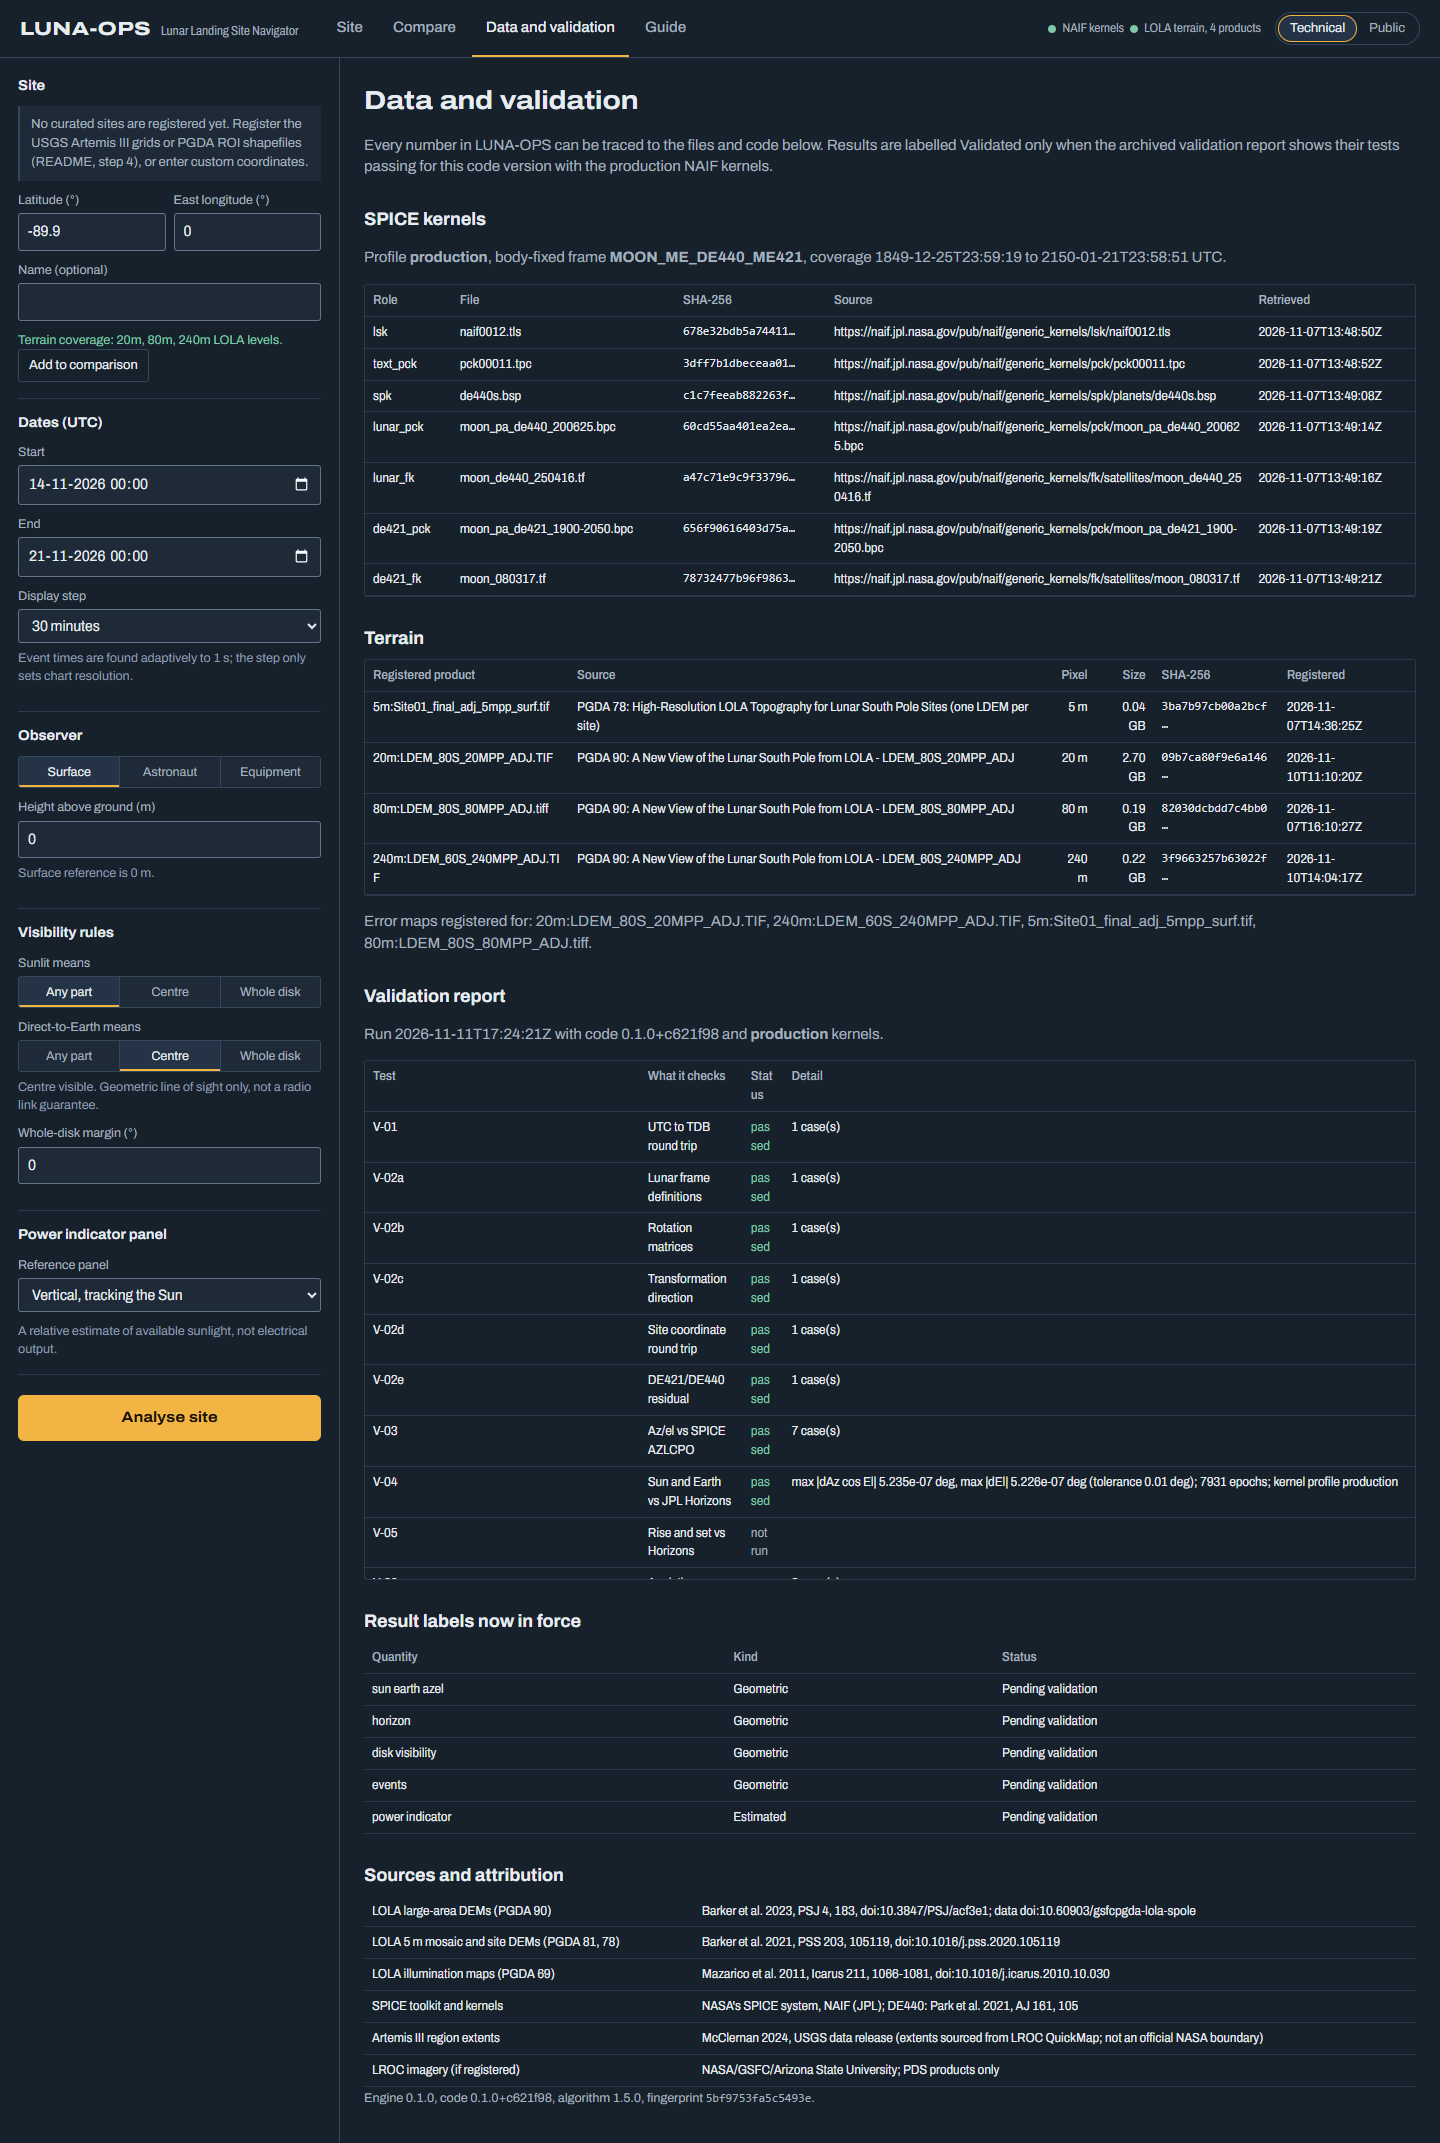 LUNA-OPS Lunar Landing Site Navigator Site Compare Data and validation Guide NAIF kernels LOLA terrain, 4 products Technical Public
Site
No curated sites are registered yet. Register the
USGS Artemis III grids or PGDA ROI shapefiles
(README, step 4), or enter custom coordinates.
Latitude (°) East longitude (°)
-89.9 0
Name (optional)
Terrain coverage: 20m, 80m, 240m LOLA levels.
Add to comparison
Dates (UTC)
Start
14-11-2026 00:00
End
21-11-2026 00:00
Display step
30 minutes
Event times are found adaptively to 1 s; the step only
sets chart resolution.
Observer
Surface Astronaut Equipment
Height above ground (m)
0
Surface reference is 0 m.
Visibility rules
Sunlit means
Any part Centre Whole disk
Direct-to-Earth means
Any part Centre Whole disk
Centre visible. Geometric line of sight only, not a radio
link guarantee.
Whole-disk margin (°)
0
Power indicator panel
Reference panel
Vertical, tracking the Sun
A relative estimate of available sunlight, not electrical
output.
Analyse site
Data and validation
Every number in LUNA-OPS can be traced to the files and code below. Results are labelled Validated only when the archived validation report shows their tests
passing for this code version with the production NAIF kernels.
SPICE kernels
Profile production, body-fixed frame MOON_ME_DE440_ME421, coverage 1849-12-25T23:59:19 to 2150-01-21T23:58:51 UTC.
Role File SHA-256 Source Retrieved
lsk naif0012.tls 678e32bdb5a74411… https://naif.jpl.nasa.gov/pub/naif/generic_kernels/lsk/naif0012.tls 2026-11-07T13:48:50Z
text_pck pck00011.tpc 3dff7b1dbeceaa01… https://naif.jpl.nasa.gov/pub/naif/generic_kernels/pck/pck00011.tpc 2026-11-07T13:48:52Z
spk de440s.bsp c1c7feeab882263f… https://naif.jpl.nasa.gov/pub/naif/generic_kernels/spk/planets/de440s.bsp 2026-11-07T13:49:08Z
lunar_pck moon_pa_de440_200625.bpc 60cd55aa401ea2ea… https://naif.jpl.nasa.gov/pub/naif/generic_kernels/pck/moon_pa_de440_20062 2026-11-07T13:49:14Z
5.bpc
lunar_fk moon_de440_250416.tf a47c71e9c9f33796… https://naif.jpl.nasa.gov/pub/naif/generic_kernels/fk/satellites/moon_de440_25 2026-11-07T13:49:16Z
0416.tf
de421_pck moon_pa_de421_1900-2050.bpc 656f90616403d75a… https://naif.jpl.nasa.gov/pub/naif/generic_kernels/pck/moon_pa_de421_1900- 2026-11-07T13:49:19Z
2050.bpc
de421_fk moon_080317.tf 78732477b96f9863… https://naif.jpl.nasa.gov/pub/naif/generic_kernels/fk/satellites/moon_080317.tf 2026-11-07T13:49:21Z
Terrain
Registered product Source Pixel Size SHA-256 Registered
5m:Site01_final_adj_5mpp_surf.tif PGDA 78: High-Resolution LOLA Topography for Lunar South Pole Sites (one LDEM per 5 m 0.04 3ba7b97cb00a2bcf 2026-11-
site) GB … 07T14:36:25Z
20m:LDEM_80S_20MPP_ADJ.TIF PGDA 90: A New View of the Lunar South Pole from LOLA - LDEM_80S_20MPP_ADJ 20 m 2.70 09b7ca80f9e6a146 2026-11-
GB … 10T11:10:20Z
80m:LDEM_80S_80MPP_ADJ.tiff PGDA 90: A New View of the Lunar South Pole from LOLA - LDEM_80S_80MPP_ADJ 80 m 0.19 82030dcbdd7c4bb0 2026-11-
GB … 07T16:10:27Z
240m:LDEM_60S_240MPP_ADJ.TI PGDA 90: A New View of the Lunar South Pole from LOLA - LDEM_60S_240MPP_ADJ 240 0.22 3f9663257b63022f 2026-11-
F m GB … 10T14:04:17Z
Error maps registered for: 20m:LDEM_80S_20MPP_ADJ.TIF, 240m:LDEM_60S_240MPP_ADJ.TIF, 5m:Site01_final_adj_5mpp_surf.tif,
80m:LDEM_80S_80MPP_ADJ.tiff.
Validation report
Run 2026-11-11T17:24:21Z with code 0.1.0+c621f98 and production kernels.
Test What it checks Stat Detail
us
V-01 UTC to TDB pas 1 case(s)
round trip sed
V-02a Lunar frame pas 1 case(s)
definitions sed
V-02b Rotation pas 1 case(s)
matrices sed
V-02c Transformation pas 1 case(s)
direction sed
V-02d Site coordinate pas 1 case(s)
round trip sed
V-02e DE421/DE440 pas 1 case(s)
residual sed
V-03 Az/el vs SPICE pas 7 case(s)
AZLCPO sed
V-04 Sun and Earth pas max |dAz cos El| 5.235e-07 deg, max |dEl| 5.226e-07 deg (tolerance 0.01 deg); 7931 epochs; kernel profile production
vs JPL Horizons sed
V-05 Rise and set vs not
Horizons run
Result labels now in force
Quantity Kind Status
sun earth azel Geometric Pending validation
horizon Geometric Pending validation
disk visibility Geometric Pending validation
events Geometric Pending validation
power indicator Estimated Pending validation
Sources and attribution
LOLA large-area DEMs (PGDA 90) Barker et al. 2023, PSJ 4, 183, doi:10.3847/PSJ/acf3e1; data doi:10.60903/gsfcpgda-lola-spole
LOLA 5 m mosaic and site DEMs (PGDA 81, 78) Barker et al. 2021, PSS 203, 105119, doi:10.1016/j.pss.2020.105119
LOLA illumination maps (PGDA 69) Mazarico et al. 2011, Icarus 211, 1066-1081, doi:10.1016/j.icarus.2010.10.030
SPICE toolkit and kernels NASA's SPICE system, NAIF (JPL); DE440: Park et al. 2021, AJ 161, 105
Artemis III region extents McClernan 2024, USGS data release (extents sourced from LROC QuickMap; not an official NASA boundary)
LROC imagery (if registered) NASA/GSFC/Arizona State University; PDS products only
Engine 0.1.0, code 0.1.0+c621f98, algorithm 1.5.0, fingerprint 5bf9753fa5c5493e.